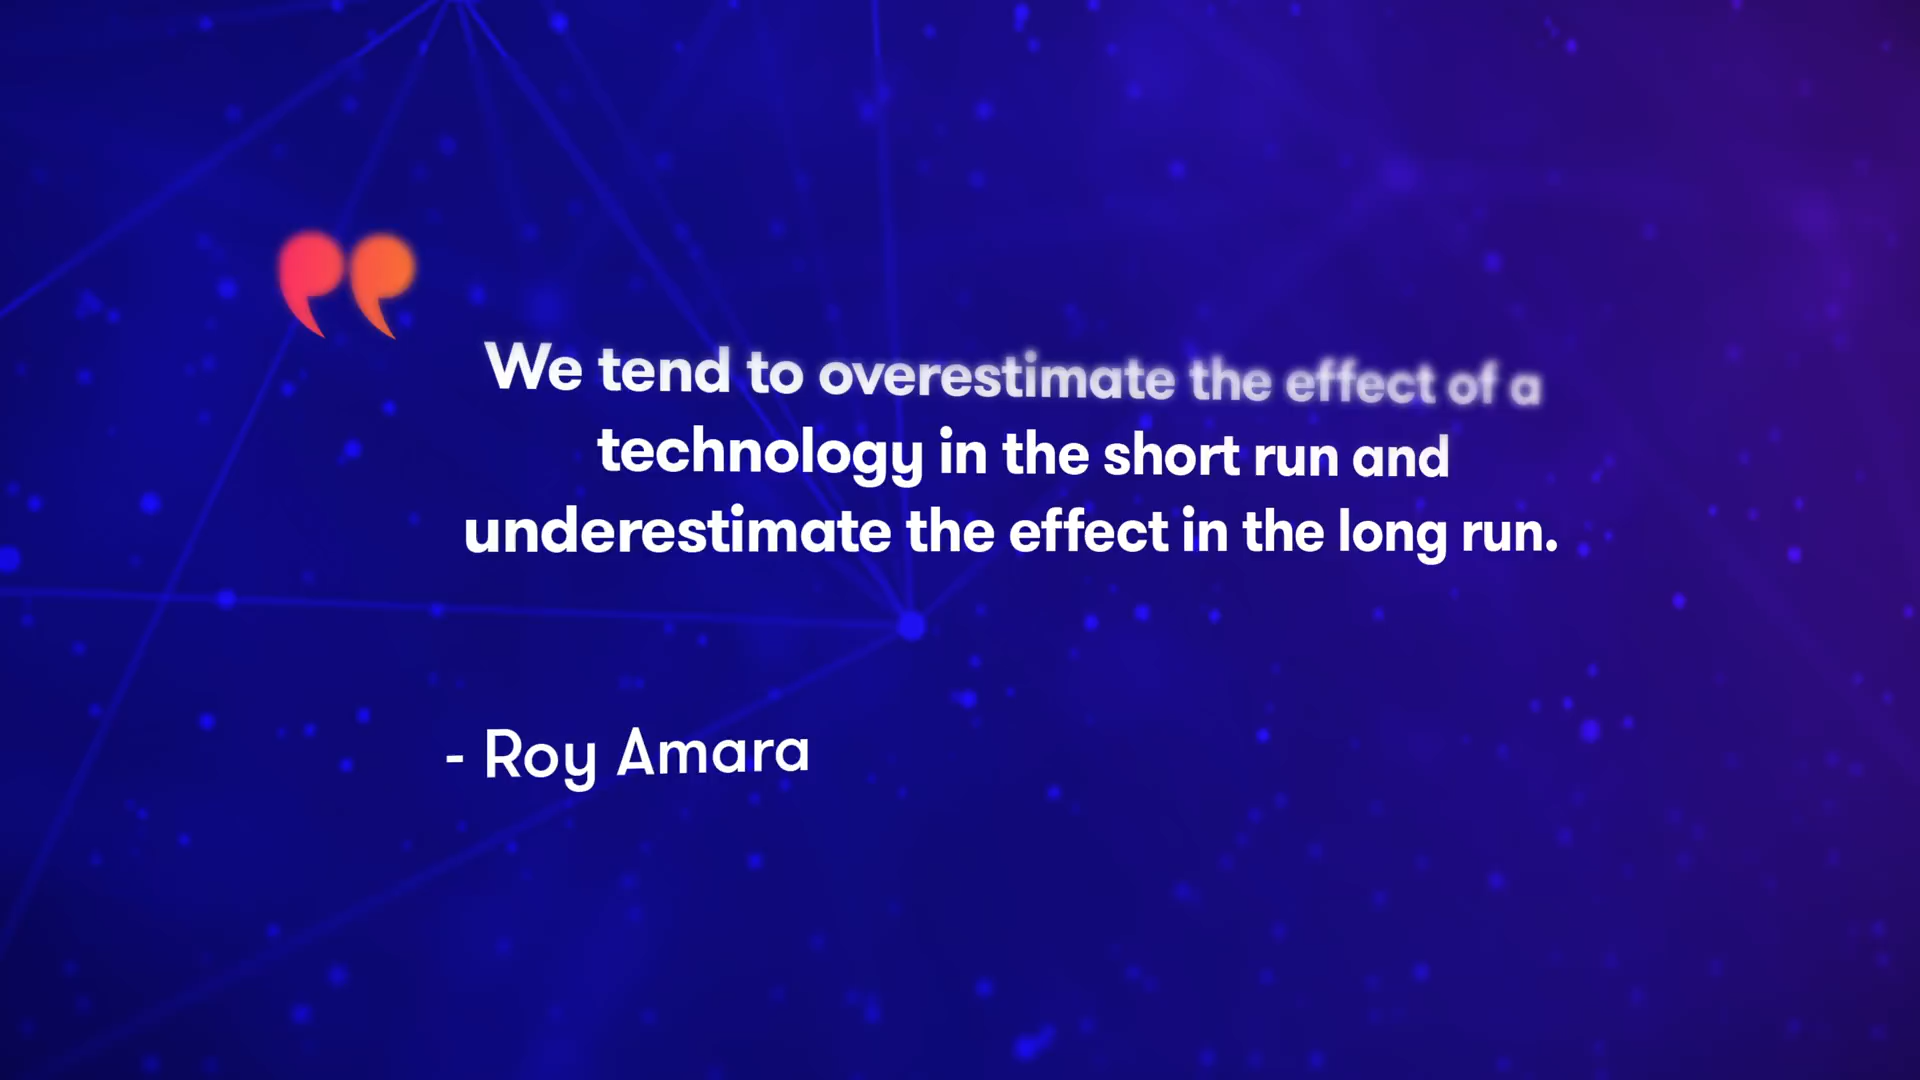 We tend to overestimate the effect of a
technology in the short run and
underestimate the effect in the long run.
- Roy Amara